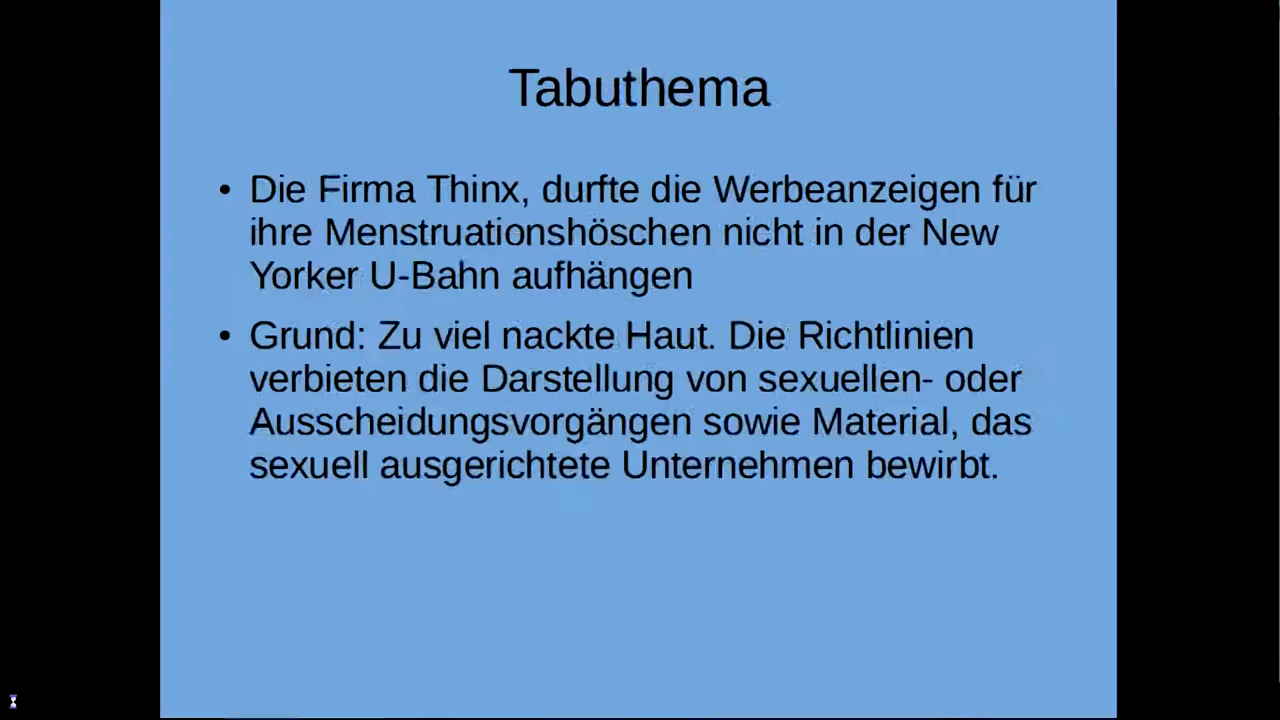 Tabuthema
• Die Firma Thinx, durfte die Werbeanzeigen für
ihre Menstruationshöschen nicht in der New
Yorker U-Bahn aufhängen
• Grund: Zu viel nackte Haut. Die Richtlinien
verbieten die Darstellung von sexuellen- oder
Ausscheidungsvorgängen sowie Material, das
sexuell ausgerichtete Unternehmen bewirbt.